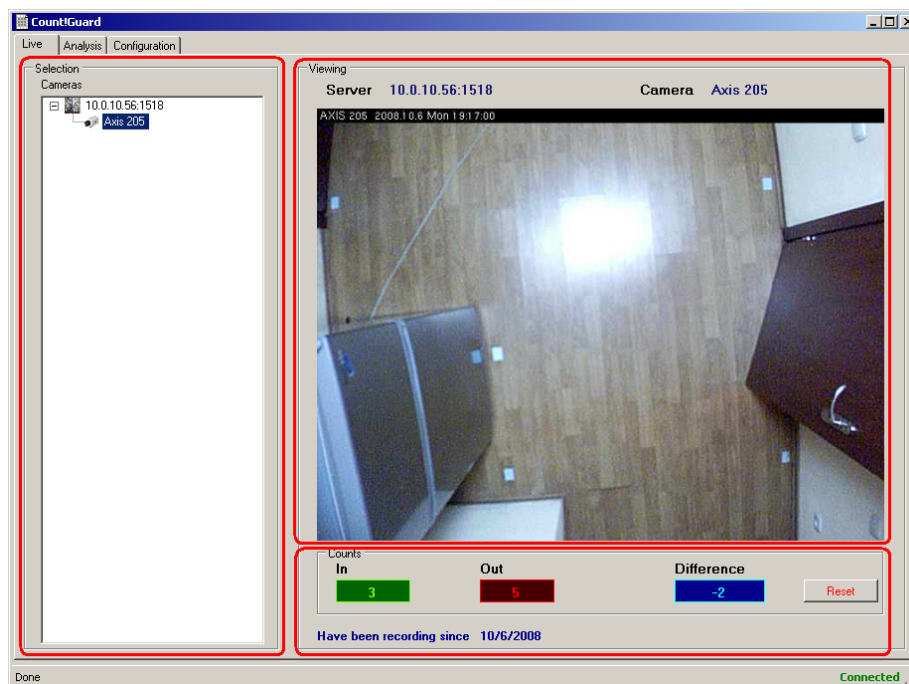 Count!Guard
Live Analysis Configuration
Selection
Cameras
10.0.10.56:1518
Axis 205
Viewing
Server 10.0.10.56:1518 Camera Axis 205
AXIS 205 2008.10.6 Mon 19:17:00
Counts
In Out Difference
3 5 -2 Reset
Have been recording since 10/6/2008
Done Connected